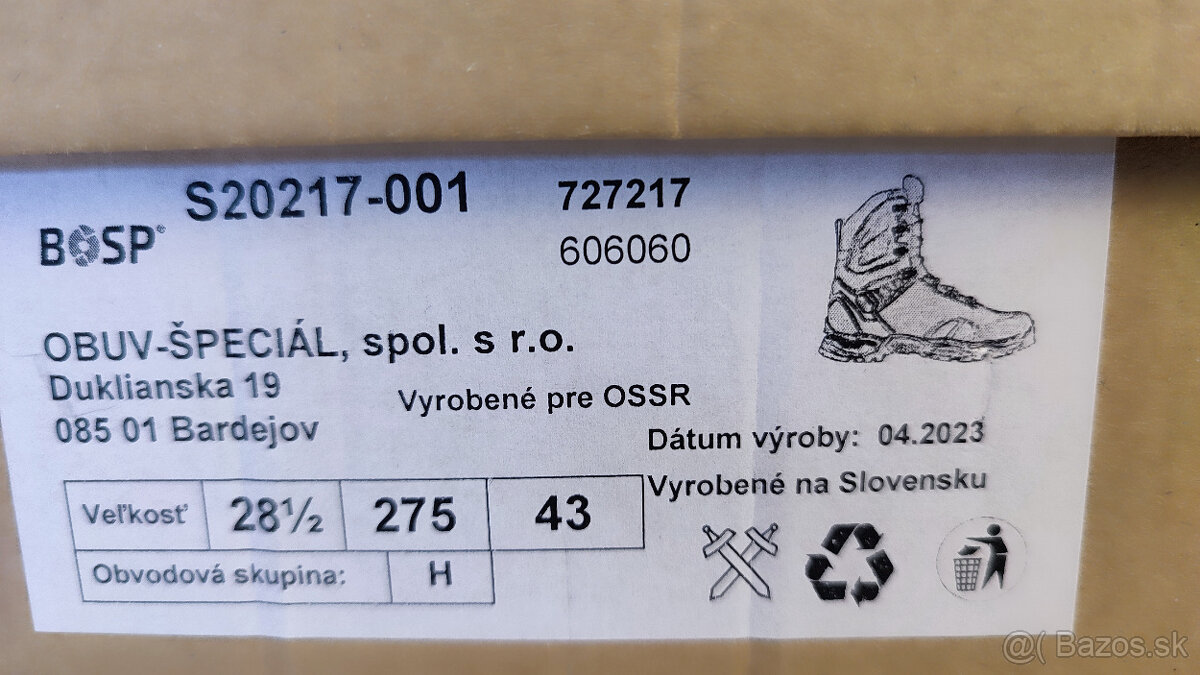 S20217-001 727217
BOSP®
606060
OBUV-ŠPECIÁL, spol. s r.o.
Duklianska 19
Vyrobené pre OSSR
085 01 Bardejov
Dátum výroby: 04.2023
Vyrobené na Slovensku
Veľkosť 28½ 275 43
Obvodová skupina: H
@( Bazos.sk